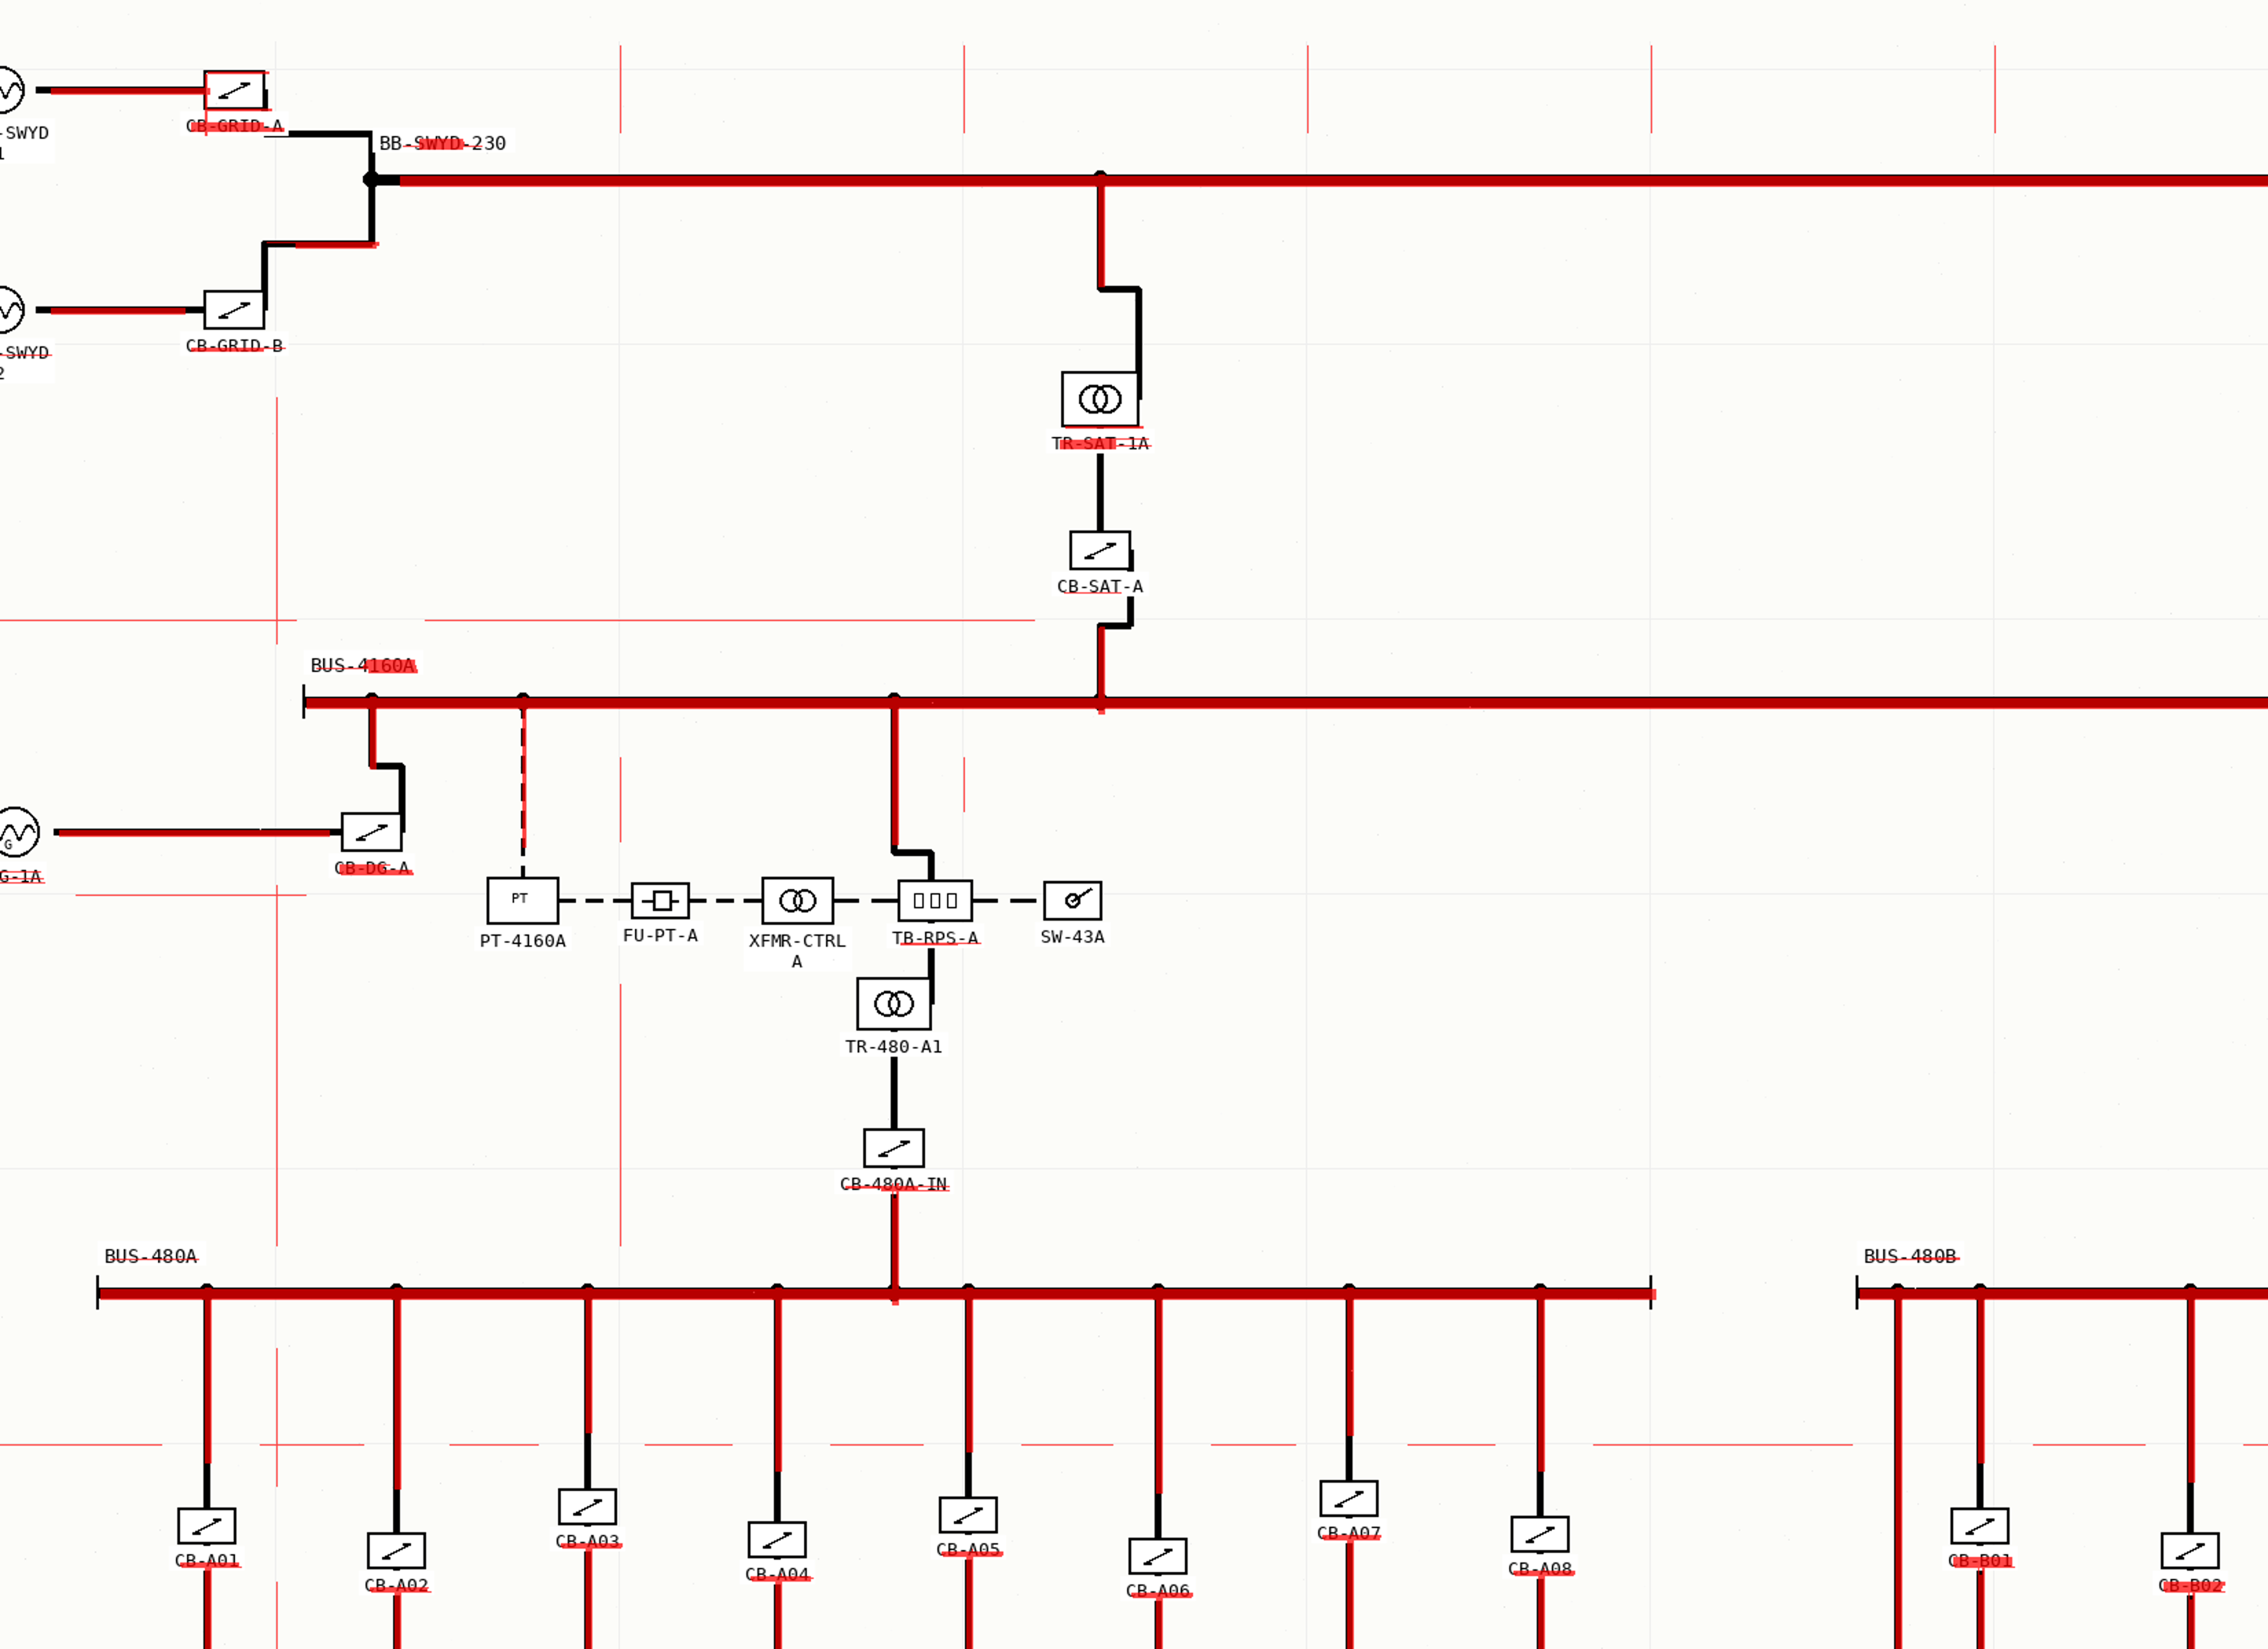 CB-GRID-A
-SWYD
1
BB-SWYD-230
CB-GRID-B
-SWYD
2
TR-SAT-1A
CB-SAT-A
BUS-4160A
G
G-1A
CB-DG-A
PT
PT-4160A
FU-PT-A
XFMR-CTRL
A
TB-RPS-A
SW-43A
TR-480-A1
CB-480A-IN
BUS-480A
BUS-480B
CB-A01
CB-A02
CB-A03
CB-A04
CB-A05
CB-A06
CB-A07
CB-A08
CB-B01
CB-B02